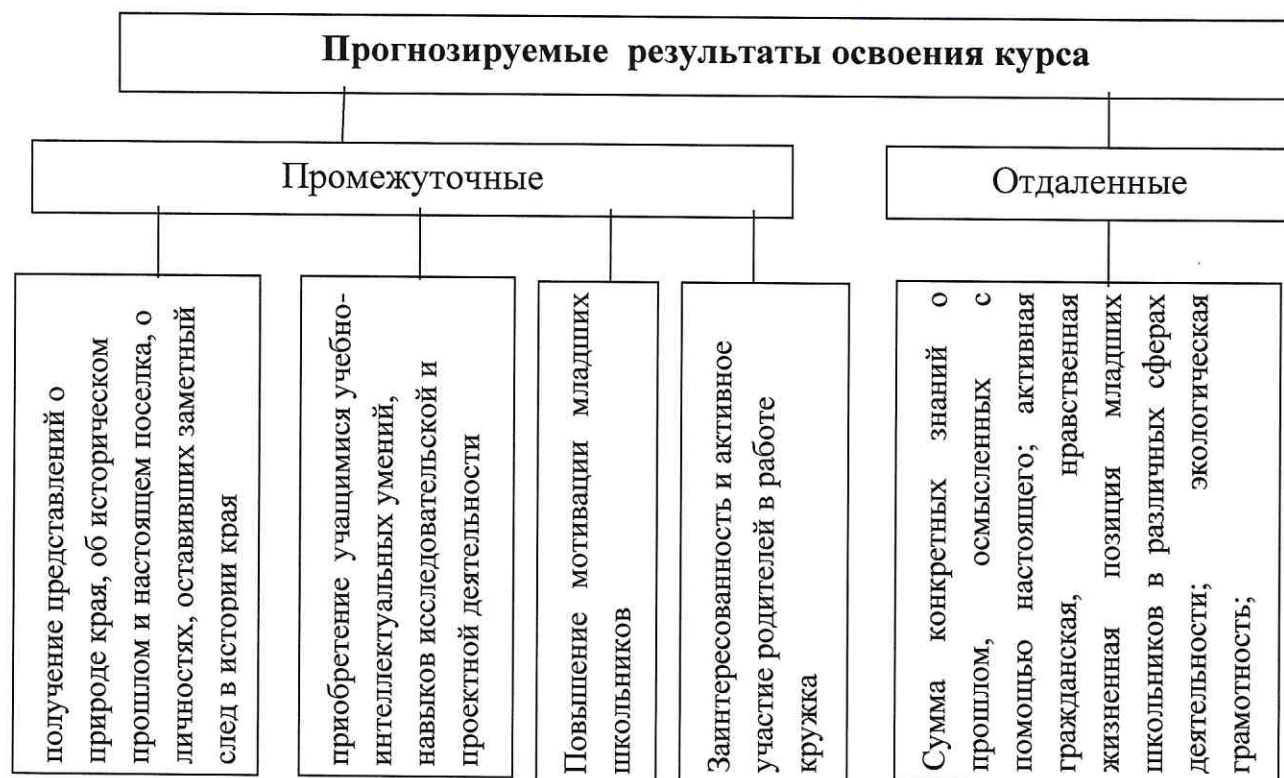 Прогнозируемые результаты освоения курса
Промежуточные
Отдаленные
получение представлений о
природе края, об историческом
прошлом и настоящем поселка, о
личностях, оставивших заметный
след в истории края
приобретение учащимися учебно-
интеллектуальных умений,
навыков исследовательской и
проектной деятельности
Повышение мотивации младших
школьников
Заинтересованность и активное
участие родителей в работе
кружка
Сумма конкретных знаний о
прошлом, осмысленных с
помощью настоящего; активная
гражданская, нравственная
жизненная позиция младших
школьников в различных сферах
деятельности; экологическая
грамотность;